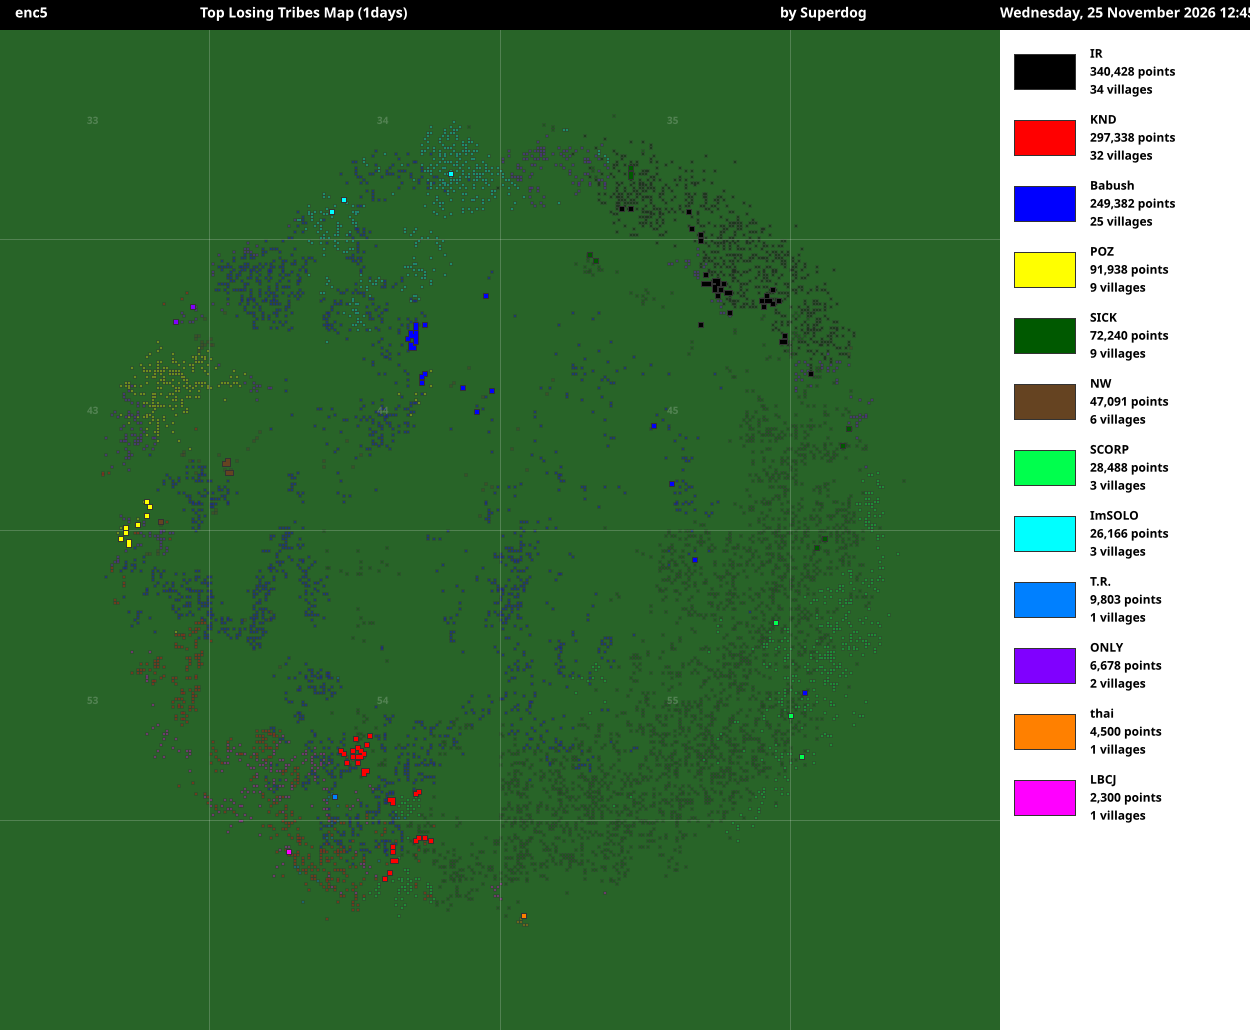 enc5 Top Losing Tribes Map (1days) by Superdog Wednesday, 25 November 2026
33 34 35
43 44 45
53 54 55
IR
340,428 points
34 villages
KND
297,338 points
32 villages
Babush
249,382 points
25 villages
POZ
91,938 points
9 villages
SICK
72,240 points
9 villages
NW
47,091 points
6 villages
SCORP
28,488 points
3 villages
ImSOLO
26,166 points
3 villages
T.R.
9,803 points
1 villages
ONLY
6,678 points
2 villages
thai
4,500 points
1 villages
LBCJ
2,300 points
1 villages